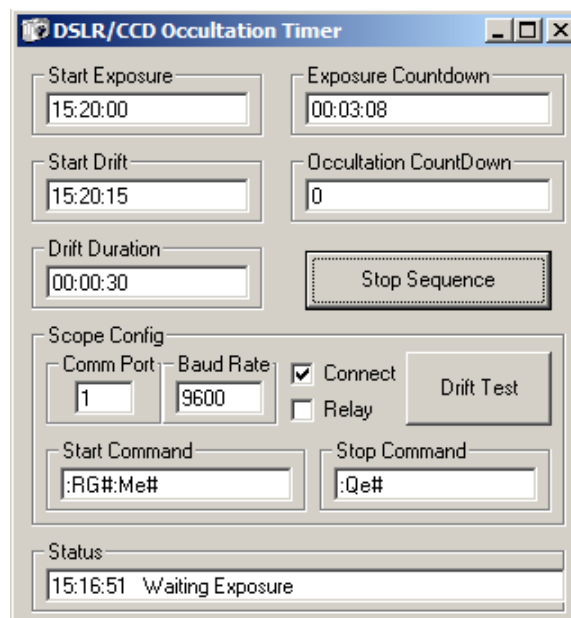 DSLR/CCD Occultation Timer
Start Exposure
15:20:00
Exposure Countdown
00:03:08
Start Drift
15:20:15
Occultation CountDown
0
Drift Duration
00:00:30
Stop Sequence
Scope Config
Comm Port
1
Baud Rate
9600
Connect
Relay
Drift Test
Start Command
:RG#:Me#
Stop Command
:Qe#
Status
15:16:51 Waiting Exposure